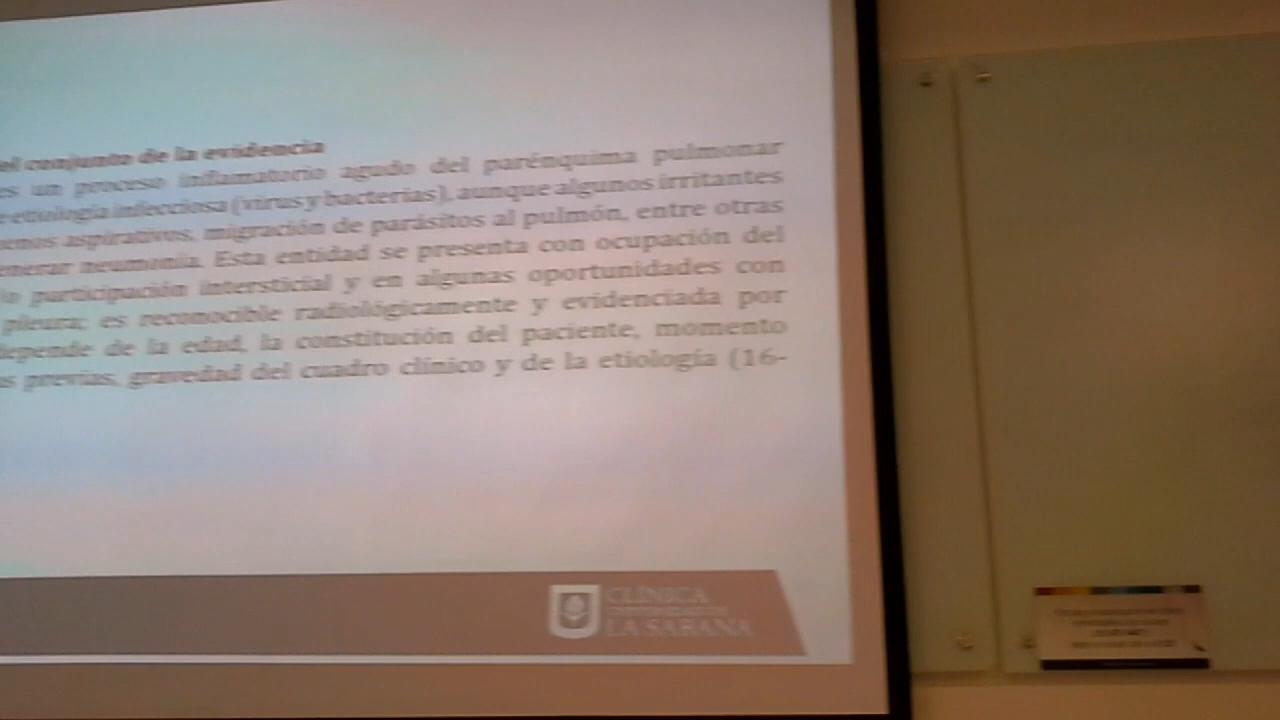 conjunto de la evidencia
es un proceso inflamatorio agudo del parénquima pulmonar
etiología infecciosa (virus y bacterias), aunque algunos irritantes
aspirativos, migración de parásitos al pulmón, entre otras
neumonía. Esta entidad se presenta con ocupación del
participación intersticial y en algunas oportunidades con
pleura; es reconocible radiológicamente y evidenciada por
depende de la edad, la constitución del paciente, momento
previas, gravedad del cuadro clínico y de la etiología (16-
CLÍNICA
LA SABANA